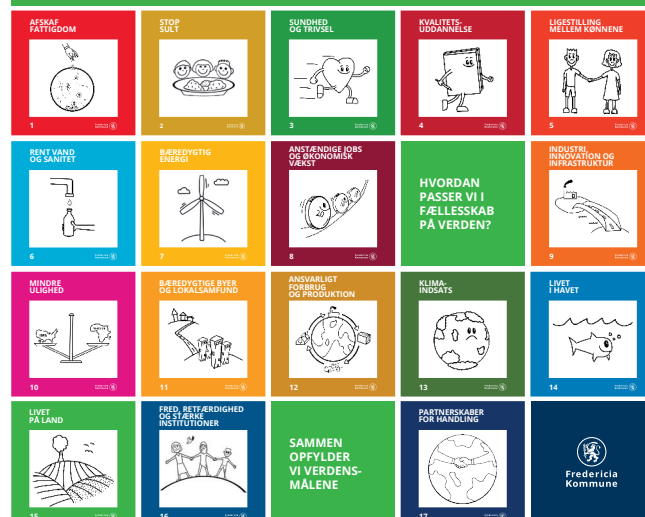 AFSKAF
FATTIGDOM
1
STOP
SULT
2
SUNDHED
OG TRIVSEL
3
KVALITETS-
UDDANNELSE
4
LIGESTILLING
MELLEM KØNNENE
5
RENT VAND
OG SANITET
6
BÆREDYGTIG
ENERGI
7
ANSTÆNDIGE JOBS
OG ØKONOMISK
VÆKST
8
HVORDAN
PASSER VI I
FÆLLESSKAB
PÅ VERDEN?
INDUSTRI,
INNOVATION OG
INFRASTRUKTUR
9
MINDRE
ULIGHED
10
BÆREDYGTIGE BYER
OG LOKALSAMFUND
11
ANSVARLIGT
FORBRUG
OG PRODUKTION
12
KLIMA-
INDSATS
13
LIVET
I HAVET
14
LIVET
PÅ LAND
15
FRED, RETFÆRDIGHED
OG STÆRKE
INSTITUTIONER
16
SAMMEN
OPFYLDER
VI VERDENS-
MÅLENE
PARTNERSKABER
FOR HANDLING
17
Fredericia
Kommune